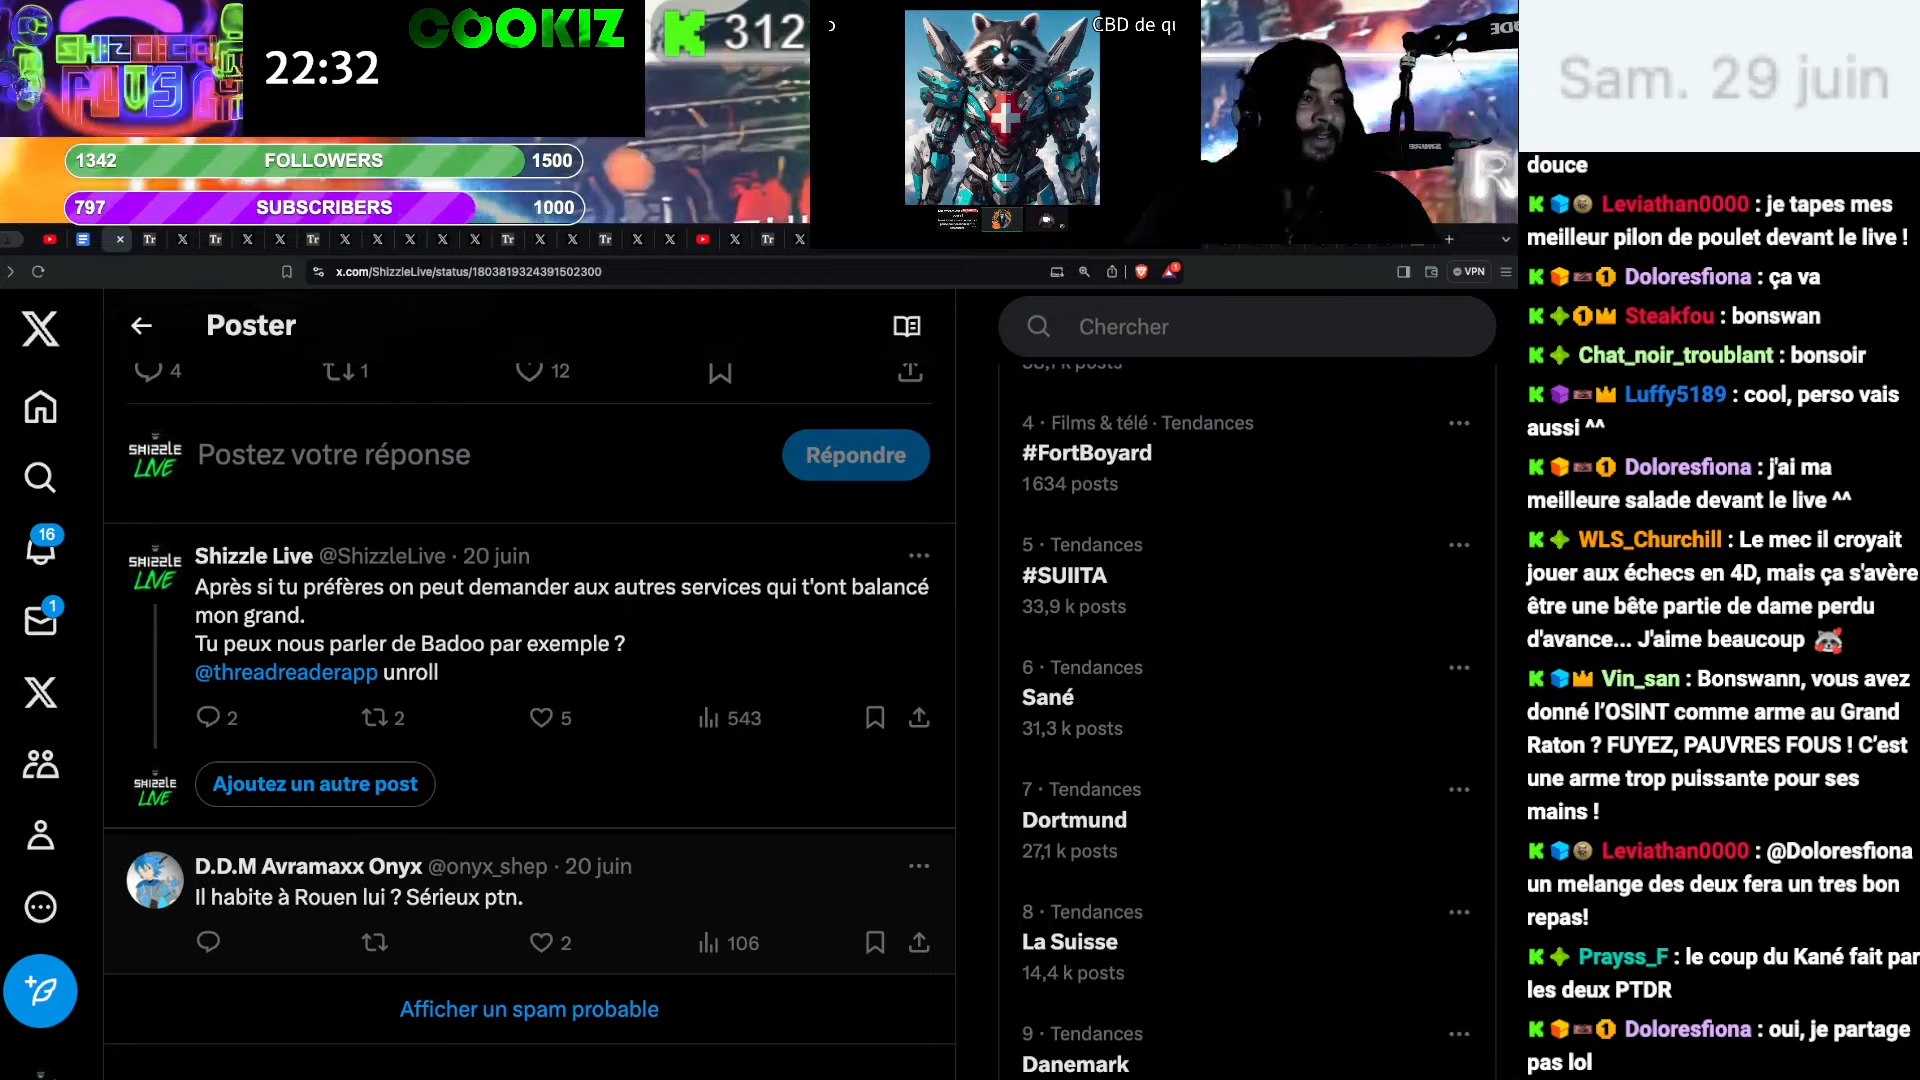 SHIZZLE
PLUS
22:32
COOKIZ
312
CBD de qu
Sam. 29 juin
1342 FOLLOWERS 1500
797 SUBSCRIBERS 1000
x.com/ShizzleLive/status/1803819324391502300
VPN
Poster
Chercher
4
1
12
SHIZZLE LIVE
Postez votre réponse
Répondre
16
1
Shizzle Live @ShizzleLive · 20 juin
Après si tu préfères on peut demander aux autres services qui t'ont balancé
mon grand.
Tu peux nous parler de Badoo par exemple ?
@threadreaderapp unroll
2
2
5
543
SHIZZLE LIVE
Ajoutez un autre post
D.D.M Avramaxx Onyx @onyx_shep · 20 juin
Il habite à Rouen lui ? Sérieux ptn.
2
106
Afficher un spam probable
4 · Films & télé · Tendances
#FortBoyard
1634 posts
5 · Tendances
#SUIITA
33,9 k posts
6 · Tendances
Sané
31,3 k posts
7 · Tendances
Dortmund
27,1 k posts
8 · Tendances
La Suisse
14,4 k posts
9 · Tendances
Danemark
douce
Leviathan0000 : je tapes mes
meilleur pilon de poulet devant le live !
Doloresfiona : ça va
Steakfou : bonswan
Chat_noir_troublant : bonsoir
Luffy5189 : cool, perso vais
aussi ^^
Doloresfiona : j'ai ma
meilleure salade devant le live ^^
WLS_Churchill : Le mec il croyait
jouer aux échecs en 4D, mais ça s'avère
être une bête partie de dame perdu
d'avance... J'aime beaucoup
Vin_san : Bonswann, vous avez
donné l’OSINT comme arme au Grand
Raton ? FUYEZ, PAUVRES FOUS ! C’est
une arme trop puissante pour ses
mains !
Leviathan0000 : @Doloresfiona
un melange des deux fera un tres bon
repas!
Prayss_F : le coup du Kané fait par
les deux PTDR
Doloresfiona : oui, je partage
pas lol